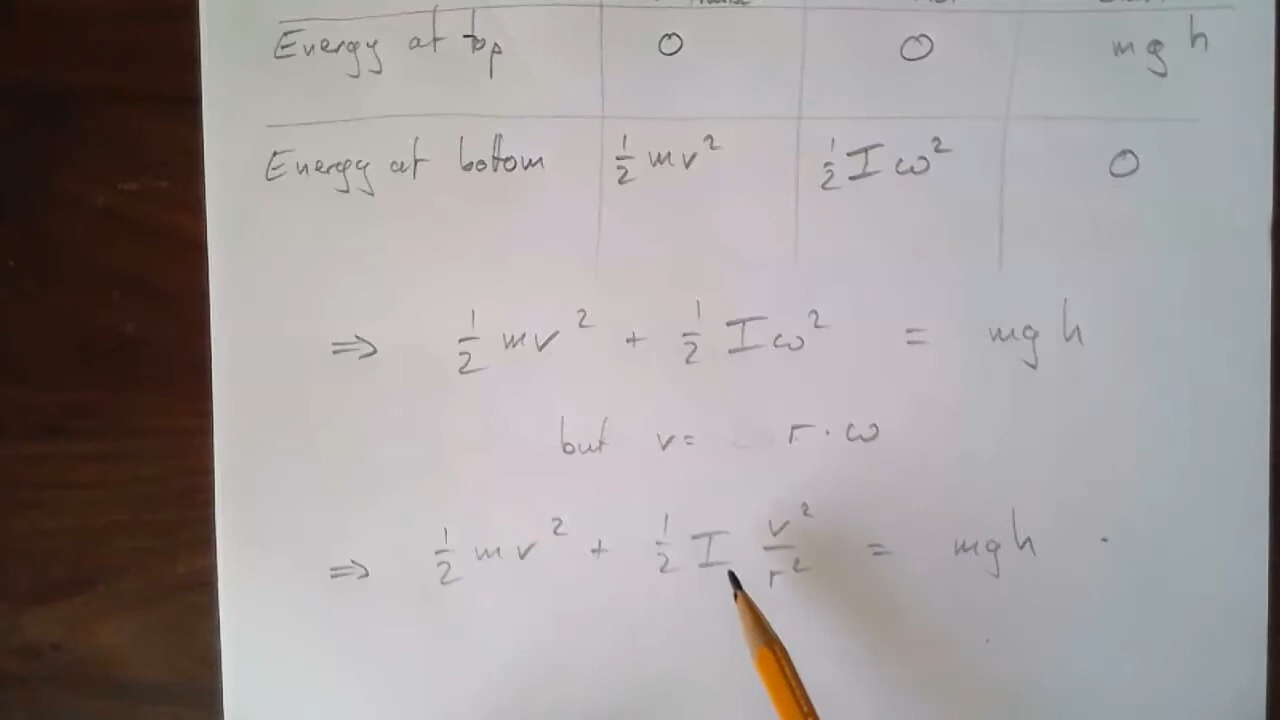 Energy at top 0 0 mgh
Energy at bottom ½mv² ½Iω² 0
⇒ ½mv² + ½Iω² = mgh
but v= r·ω
⇒ ½mv² + ½I v²/r² = mgh